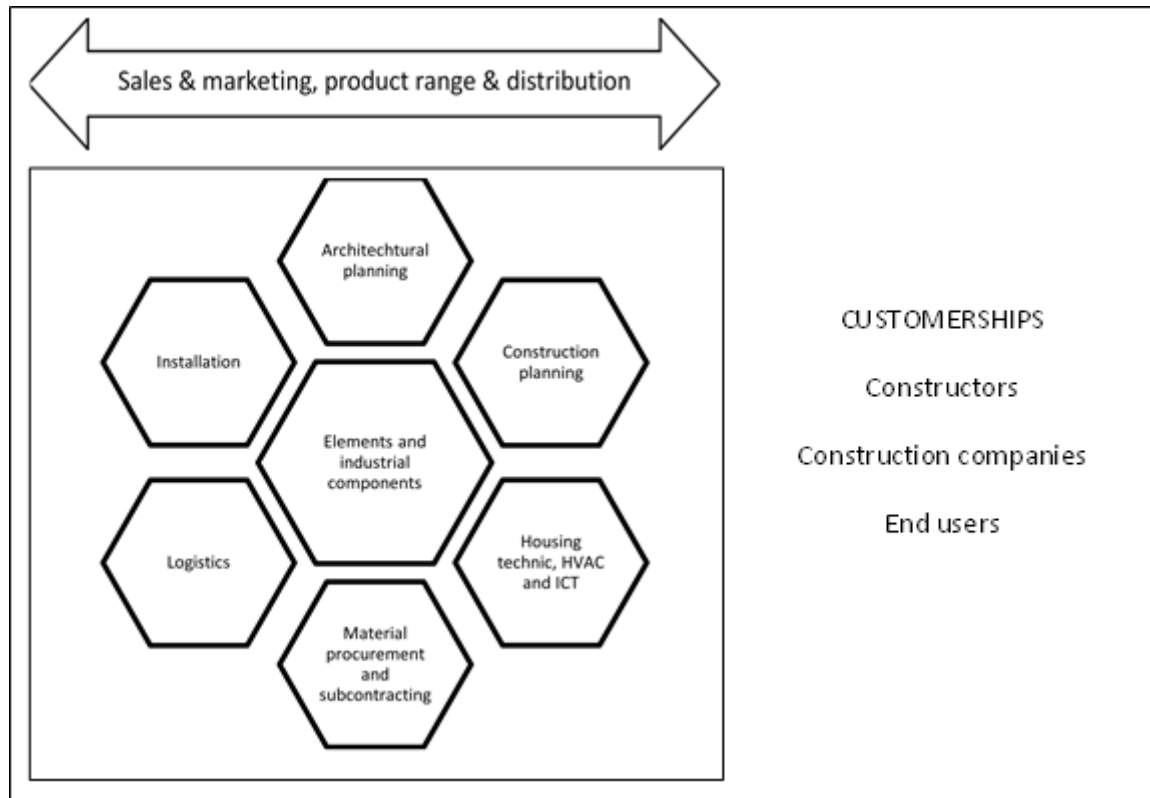 Sales & marketing, product range & distribution
Architechtural
planning
Installation
Construction
planning
Elements and
industrial
components
Logistics
Housing
technic, HVAC
and ICT
Material
procurement
and
subcontracting
CUSTOMERSHIPS
Constructors
Construction companies
End users